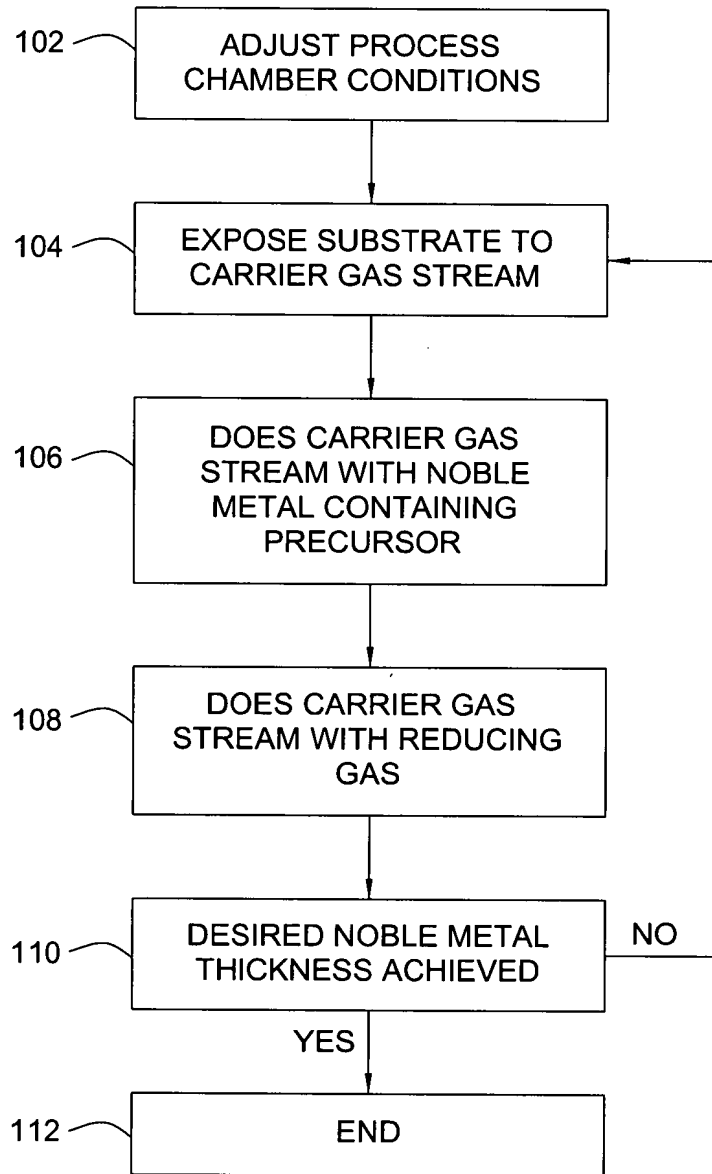 102
ADJUST PROCESS
CHAMBER CONDITIONS
104
EXPOSE SUBSTRATE TO
CARRIER GAS STREAM
106
DOES CARRIER GAS
STREAM WITH NOBLE
METAL CONTAINING
PRECURSOR
108
DOES CARRIER GAS
STREAM WITH REDUCING
GAS
110
DESIRED NOBLE METAL
THICKNESS ACHIEVED
NO
YES
112
END